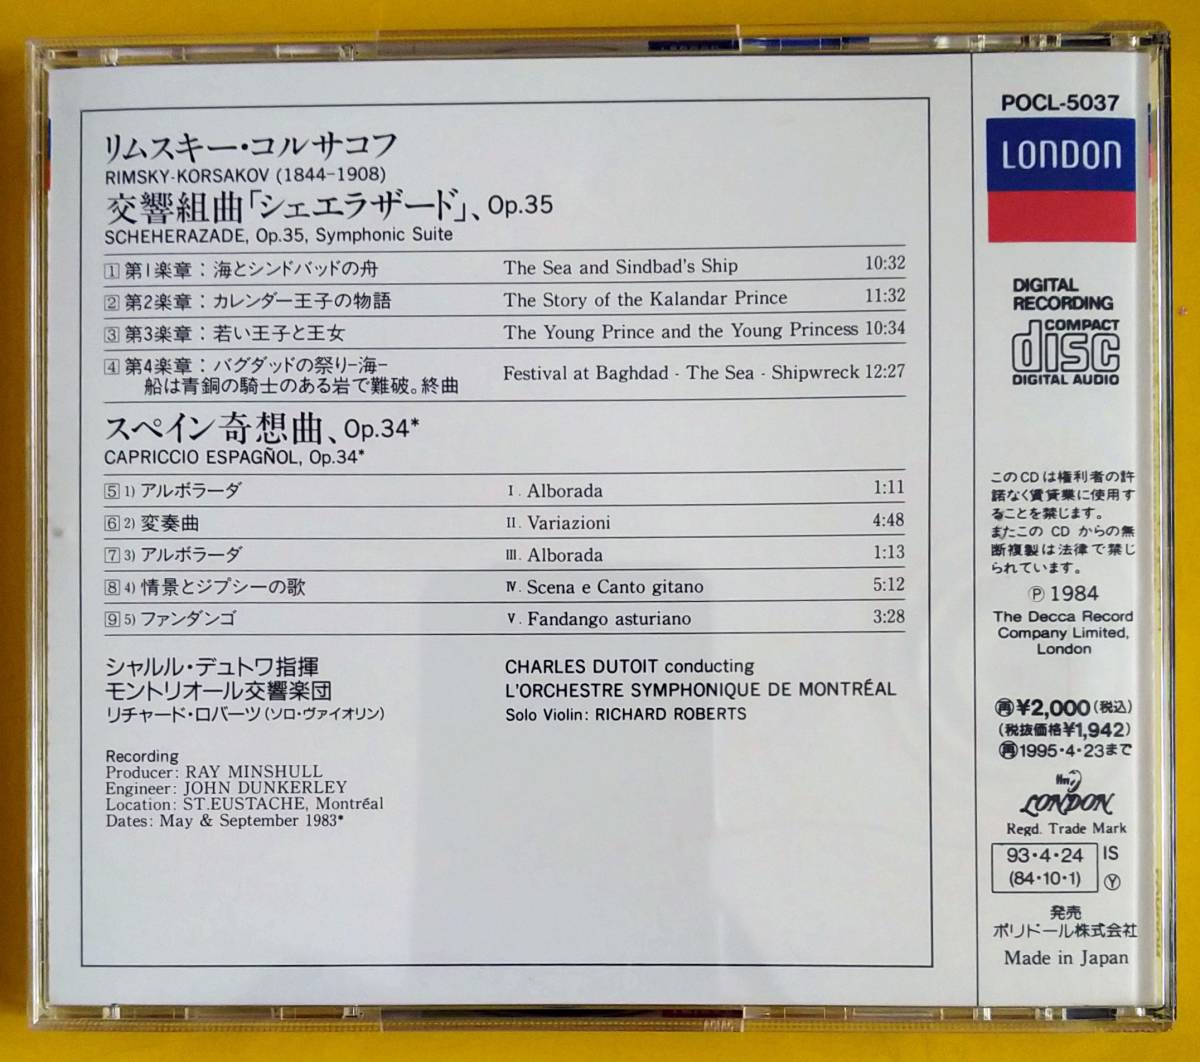 リムスキー・コルサコフ
RIMSKY-KORSAKOV (1844-1908)
交響組曲「シェエラザード」、Op.35
SCHEHERAZADE, Op.35, Symphonic Suite
1 第1楽章：海とシンドバッドの舟 The Sea and Sindbad's Ship 10:32
2 第2楽章：カレンダー王子の物語 The Story of the Kalandar Prince 11:32
3 第3楽章：若い王子と王女 The Young Prince and the Young Princess 10:34
4 第4楽章：バグダッドの祭り-海-
船は青銅の騎士のある岩で難破。終曲 Festival at Baghdad - The Sea - Shipwreck 12:27
スペイン奇想曲、Op.34*
CAPRICCIO ESPAGÑOL, Op.34*
5 1) アルボラーダ I. Alborada 1:11
6 2) 変奏曲 II. Variazioni 4:48
7 3) アルボラーダ III. Alborada 1:13
8 4) 情景とジプシーの歌 IV. Scena e Canto gitano 5:12
9 5) ファンダンゴ V. Fandango asturiano 3:28
シャルル・デュトワ指揮
モントリオール交響楽団
リチャード・ロバーツ(ソロ・ヴァイオリン)
CHARLES DUTOIT conducting
L'ORCHESTRE SYMPHONIQUE DE MONTRÉAL
Solo Violin: RICHARD ROBERTS
Recording
Producer: RAY MINSHULL
Engineer: JOHN DUNKERLEY
Location: ST.EUSTACHE, Montréal
Dates: May & September 1983*
POCL-5037
LONDON
DIGITAL
RECORDING
COMPACT
disc
DIGITAL AUDIO
このCDは権利者の許
諾なく賃貸業に使用す
ることを禁じます。
またこの CD からの無
断複製は法律で禁じ
られています。
Ⓟ 1984
The Decca Record
Company Limited,
London
再¥2,000(税込)
(税抜価格¥1,942)
再1995・4・23まで
ffrr
LONDON
Regd. Trade Mark
93・4・24 IS
(84・10・1) Ⓨ
発売
ポリドール株式会社
Made in Japan